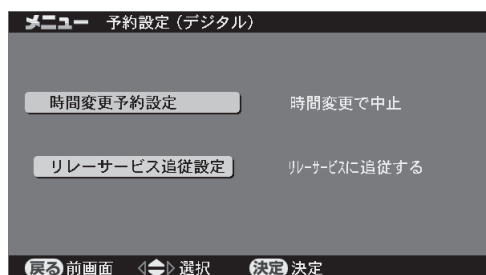 メニュー 予約設定(デジタル)
時間変更予約設定 時間変更で中止
リレーサービス追従設定 リレーサービスに追従する
戻る 前画面 選択 決定 決定